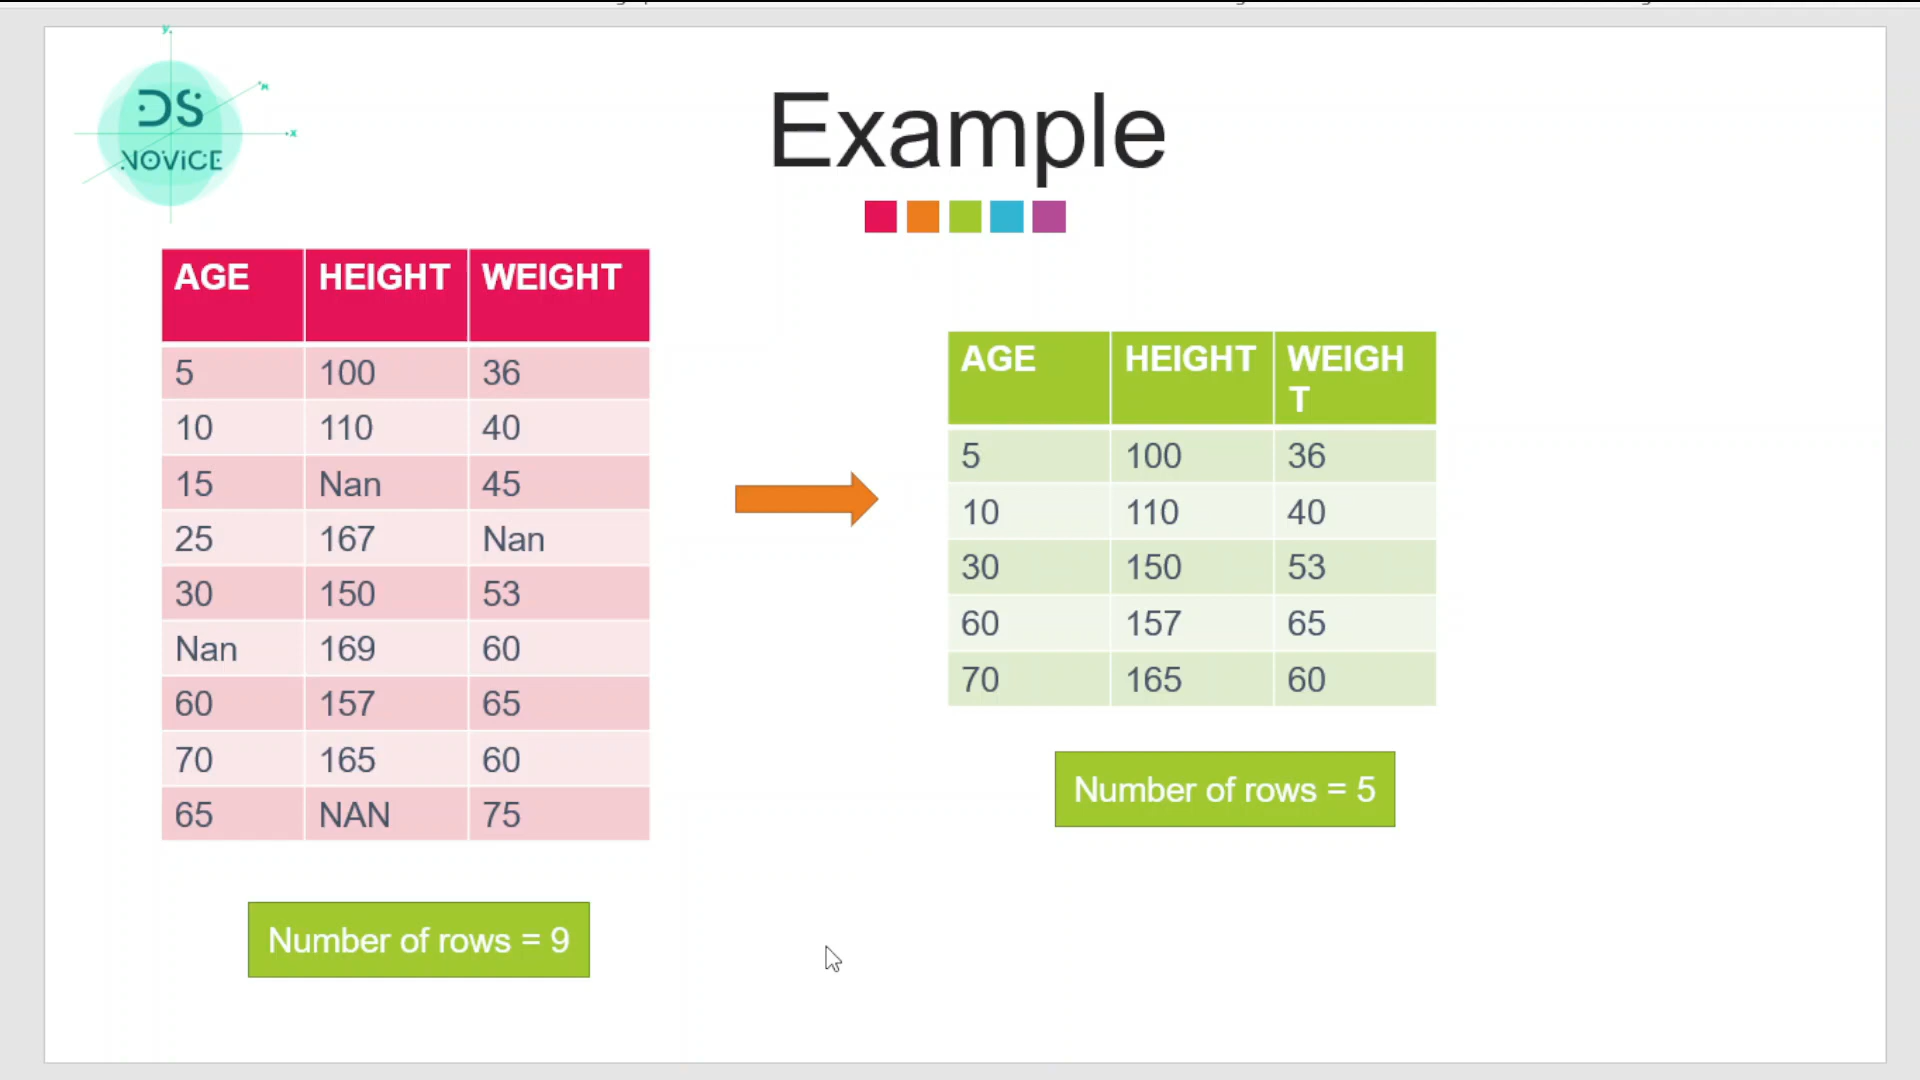 y
x
DS
NOVICE
Example
AGE HEIGHT WEIGHT
5 100 36
10 110 40
15 Nan 45
25 167 Nan
30 150 53
Nan 169 60
60 157 65
70 165 60
65 NAN 75
Number of rows = 9
AGE HEIGHT WEIGH
T
5 100 36
10 110 40
30 150 53
60 157 65
70 165 60
Number of rows = 5